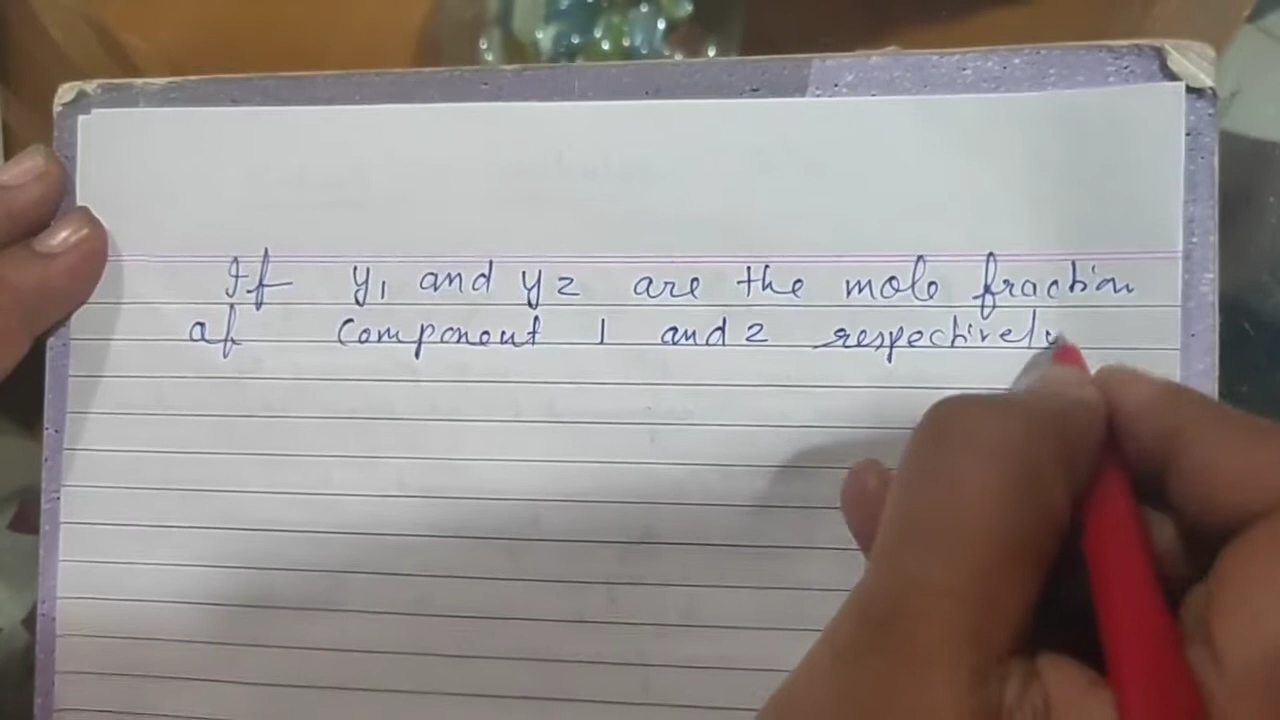 If y1 and y2 are the mole fraction
of component 1 and 2 respectively